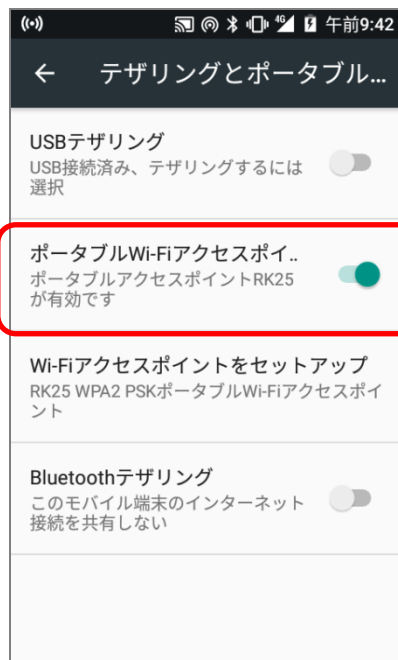 4G 午前9:42
テザリングとポータブル...
USBテザリング
USB接続済み、テザリングするには
選択
ポータブルWi-Fiアクセスポイ..
ポータブルアクセスポイントRK25
が有効です
Wi-Fiアクセスポイントをセットアップ
RK25 WPA2 PSKポータブルWi-Fiアクセスポイ
ント
Bluetoothテザリング
このモバイル端末のインターネット
接続を共有しない